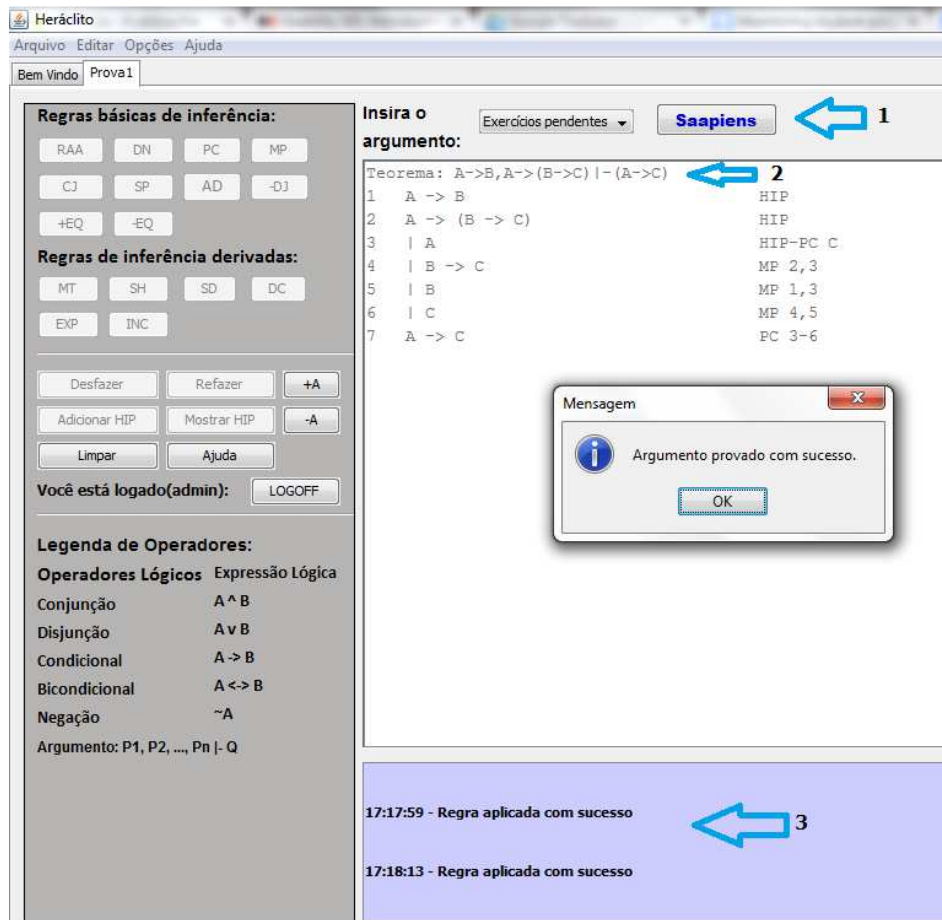 Heráclito
Arquivo Editar Opções Ajuda
Bem Vindo Prova1
Regras básicas de inferência:
RAA DN PC MP
CJ SP AD -DJ
+EQ -EQ
Regras de inferência derivadas:
MT SH SD DC
EXP INC
Desfazer Refazer +A
Adicionar HIP Mostrar HIP -A
Limpar Ajuda
Você está logado(admin): LOGOFF
Legenda de Operadores:
Operadores Lógicos Expressão Lógica
Conjunção A ^ B
Disjunção A v B
Condicional A -> B
Bicondicional A <-> B
Negação ~A
Argumento: P1, P2, ..., Pn |- Q
Insira o
argumento:
Exercícios pendentes Saapiens 1
Teorema: A->B,A->(B->C)|-(A->C) 2
1 A -> B HIP
2 A -> (B -> C) HIP
3 | A HIP-PC C
4 | B -> C MP 2,3
5 | B MP 1,3
6 | C MP 4,5
7 A -> C PC 3-6
Mensagem
Argumento provado com sucesso.
OK
17:17:59 - Regra aplicada com sucesso
3
17:18:13 - Regra aplicada com sucesso